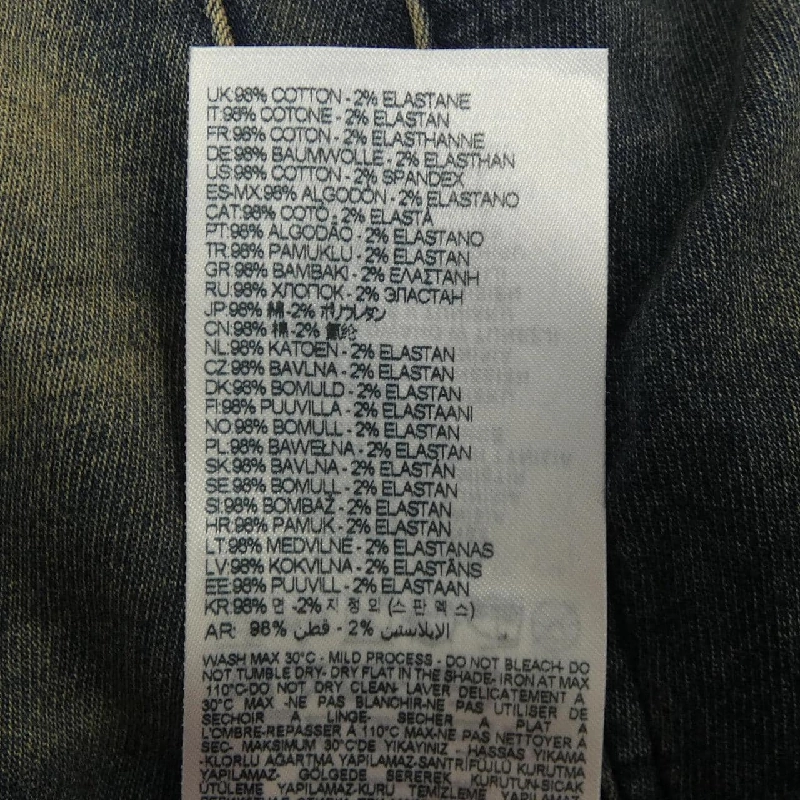 UK:98% COTTON - 2% ELASTANE
IT:98% COTONE - 2% ELASTAN
FR:98% COTON - 2% ELASTHANNE
DE:98% BAUMWOLLE - 2% ELASTHAN
US:98% COTTON - 2% SPANDEX
ES-MX:98% ALGODÓN - 2% ELASTANO
CAT:98% COTÓ - 2% ELASTÀ
PT:98% ALGODÃO - 2% ELASTANO
TR:98% PAMUKLU - 2% ELASTAN
GR:98% ΒΑΜΒΑΚΙ - 2% ΕΛΑΣΤΑΝΗ
RU:98% ХЛОПОК - 2% ЭЛАСТАН
JP:98% 綿 -2% ポリウレタン
CN:98% 棉 -2% 氨纶
NL:98% KATOEN - 2% ELASTAN
CZ:98% BAVLNA - 2% ELASTAN
DK:98% BOMULD - 2% ELASTAN
FI:98% PUUVILLA - 2% ELASTAANI
NO:98% BOMULL - 2% ELASTAN
PL:98% BAWEŁNA - 2% ELASTAN
SK:98% BAVLNA - 2% ELASTAN
SE:98% BOMULL - 2% ELASTAN
SI:98% BOMBAŽ - 2% ELASTAN
HR:98% PAMUK - 2% ELASTAN
LT:98% MEDVILNE - 2% ELASTANAS
LV:98% KOKVILNA - 2% ELASTĀNS
EE:98% PUUVILL - 2% ELASTAAN
KR:98% 면 -2% 지 정 외 (스 판 덱 스)
AR: 98% قطن - 2% الإيلاستين
WASH MAX 30°C - MILD PROCESS - DO NOT BLEACH- DO
NOT TUMBLE DRY- DRY FLAT IN THE SHADE- IRON AT MAX
110°C-DO NOT DRY CLEAN- LAVER DELICATEMENT A
30°C MAX -NE PAS BLANCHIR-NE PAS UTILISER DE
SECHOIR A LINGE- SECHER A PLAT A
L'OMBRE-REPASSER À 110°C MAX-NE PAS NETTOYER À
SEC- MAKSIMUM 30°C'DE YIKAYINIZ - HASSAS YIKAMA
-KLORLU AĞARTMA YAPILAMAZ-SANTRİFÜJLÜ KURUTMA
YAPILAMAZ- GÖLGEDE SEREREK KURUTUN-SICAK
ÜTÜLEME YAPILAMAZ-KURU TEMİZLEME YAPILAMAZ